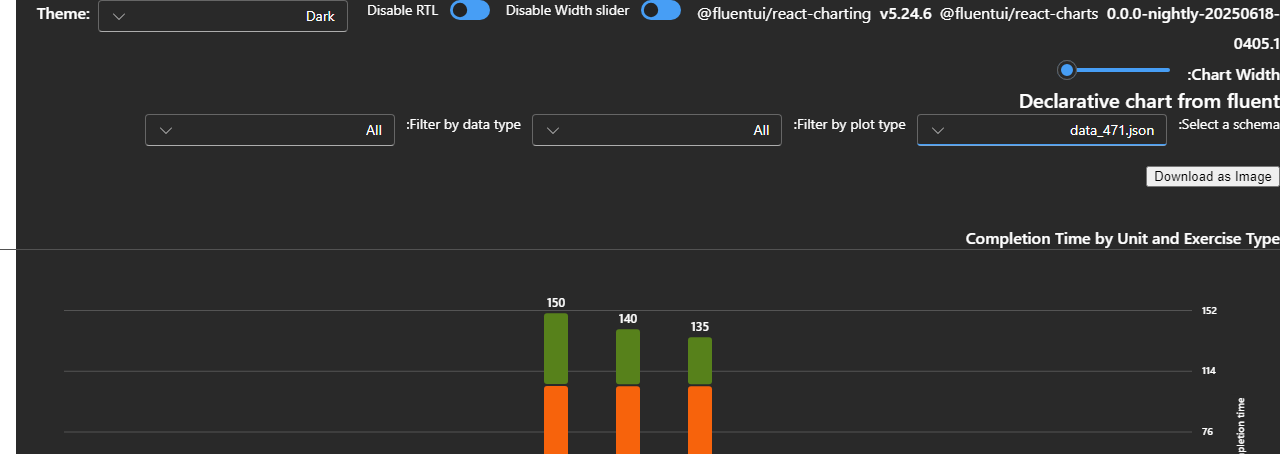 Theme: Dark Disable RTL Disable Width slider @fluentui/react-charting v5.24.6 @fluentui/react-charts 0.0.0-nightly-20250618-
0405.1
:Chart Width
Declarative chart from fluent
:Select a schema data_471.json :Filter by plot type All :Filter by data type All
Download as Image
Completion Time by Unit and Exercise Type
150
140
135
152
114
76